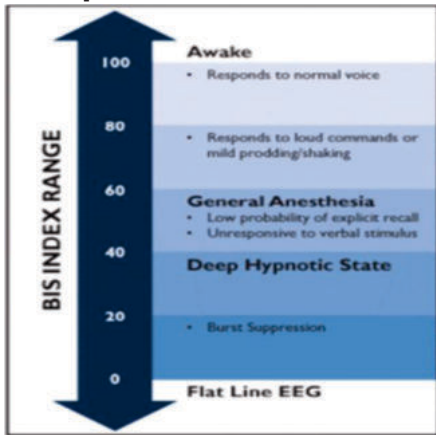 BIS INDEX RANGE
Awake
100
• Responds to normal voice
80
• Responds to loud commands or
mild prodding/shaking
60
General Anesthesia
• Low probability of explicit recall
• Unresponsive to verbal stimulus
40
Deep Hypnotic State
20
• Burst Suppression
0
Flat Line EEG